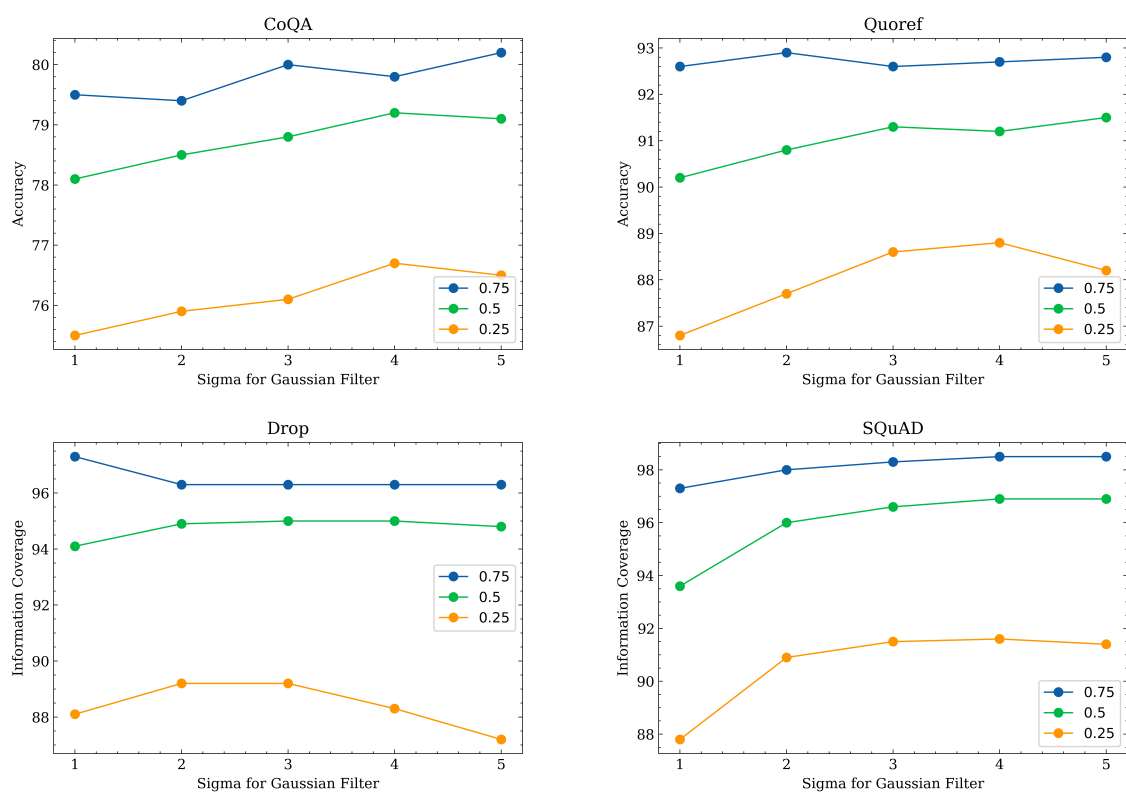 CoQA
80
79
78
77
76
Accuracy
1 2 3 4 5
Sigma for Gaussian Filter
0.75
0.5
0.25
Quoref
93
92
91
90
89
88
87
Accuracy
1 2 3 4 5
Sigma for Gaussian Filter
0.75
0.5
0.25
Drop
96
94
92
90
88
Information Coverage
1 2 3 4 5
Sigma for Gaussian Filter
0.75
0.5
0.25
SQuAD
98
96
94
92
90
88
Information Coverage
1 2 3 4 5
Sigma for Gaussian Filter
0.75
0.5
0.25